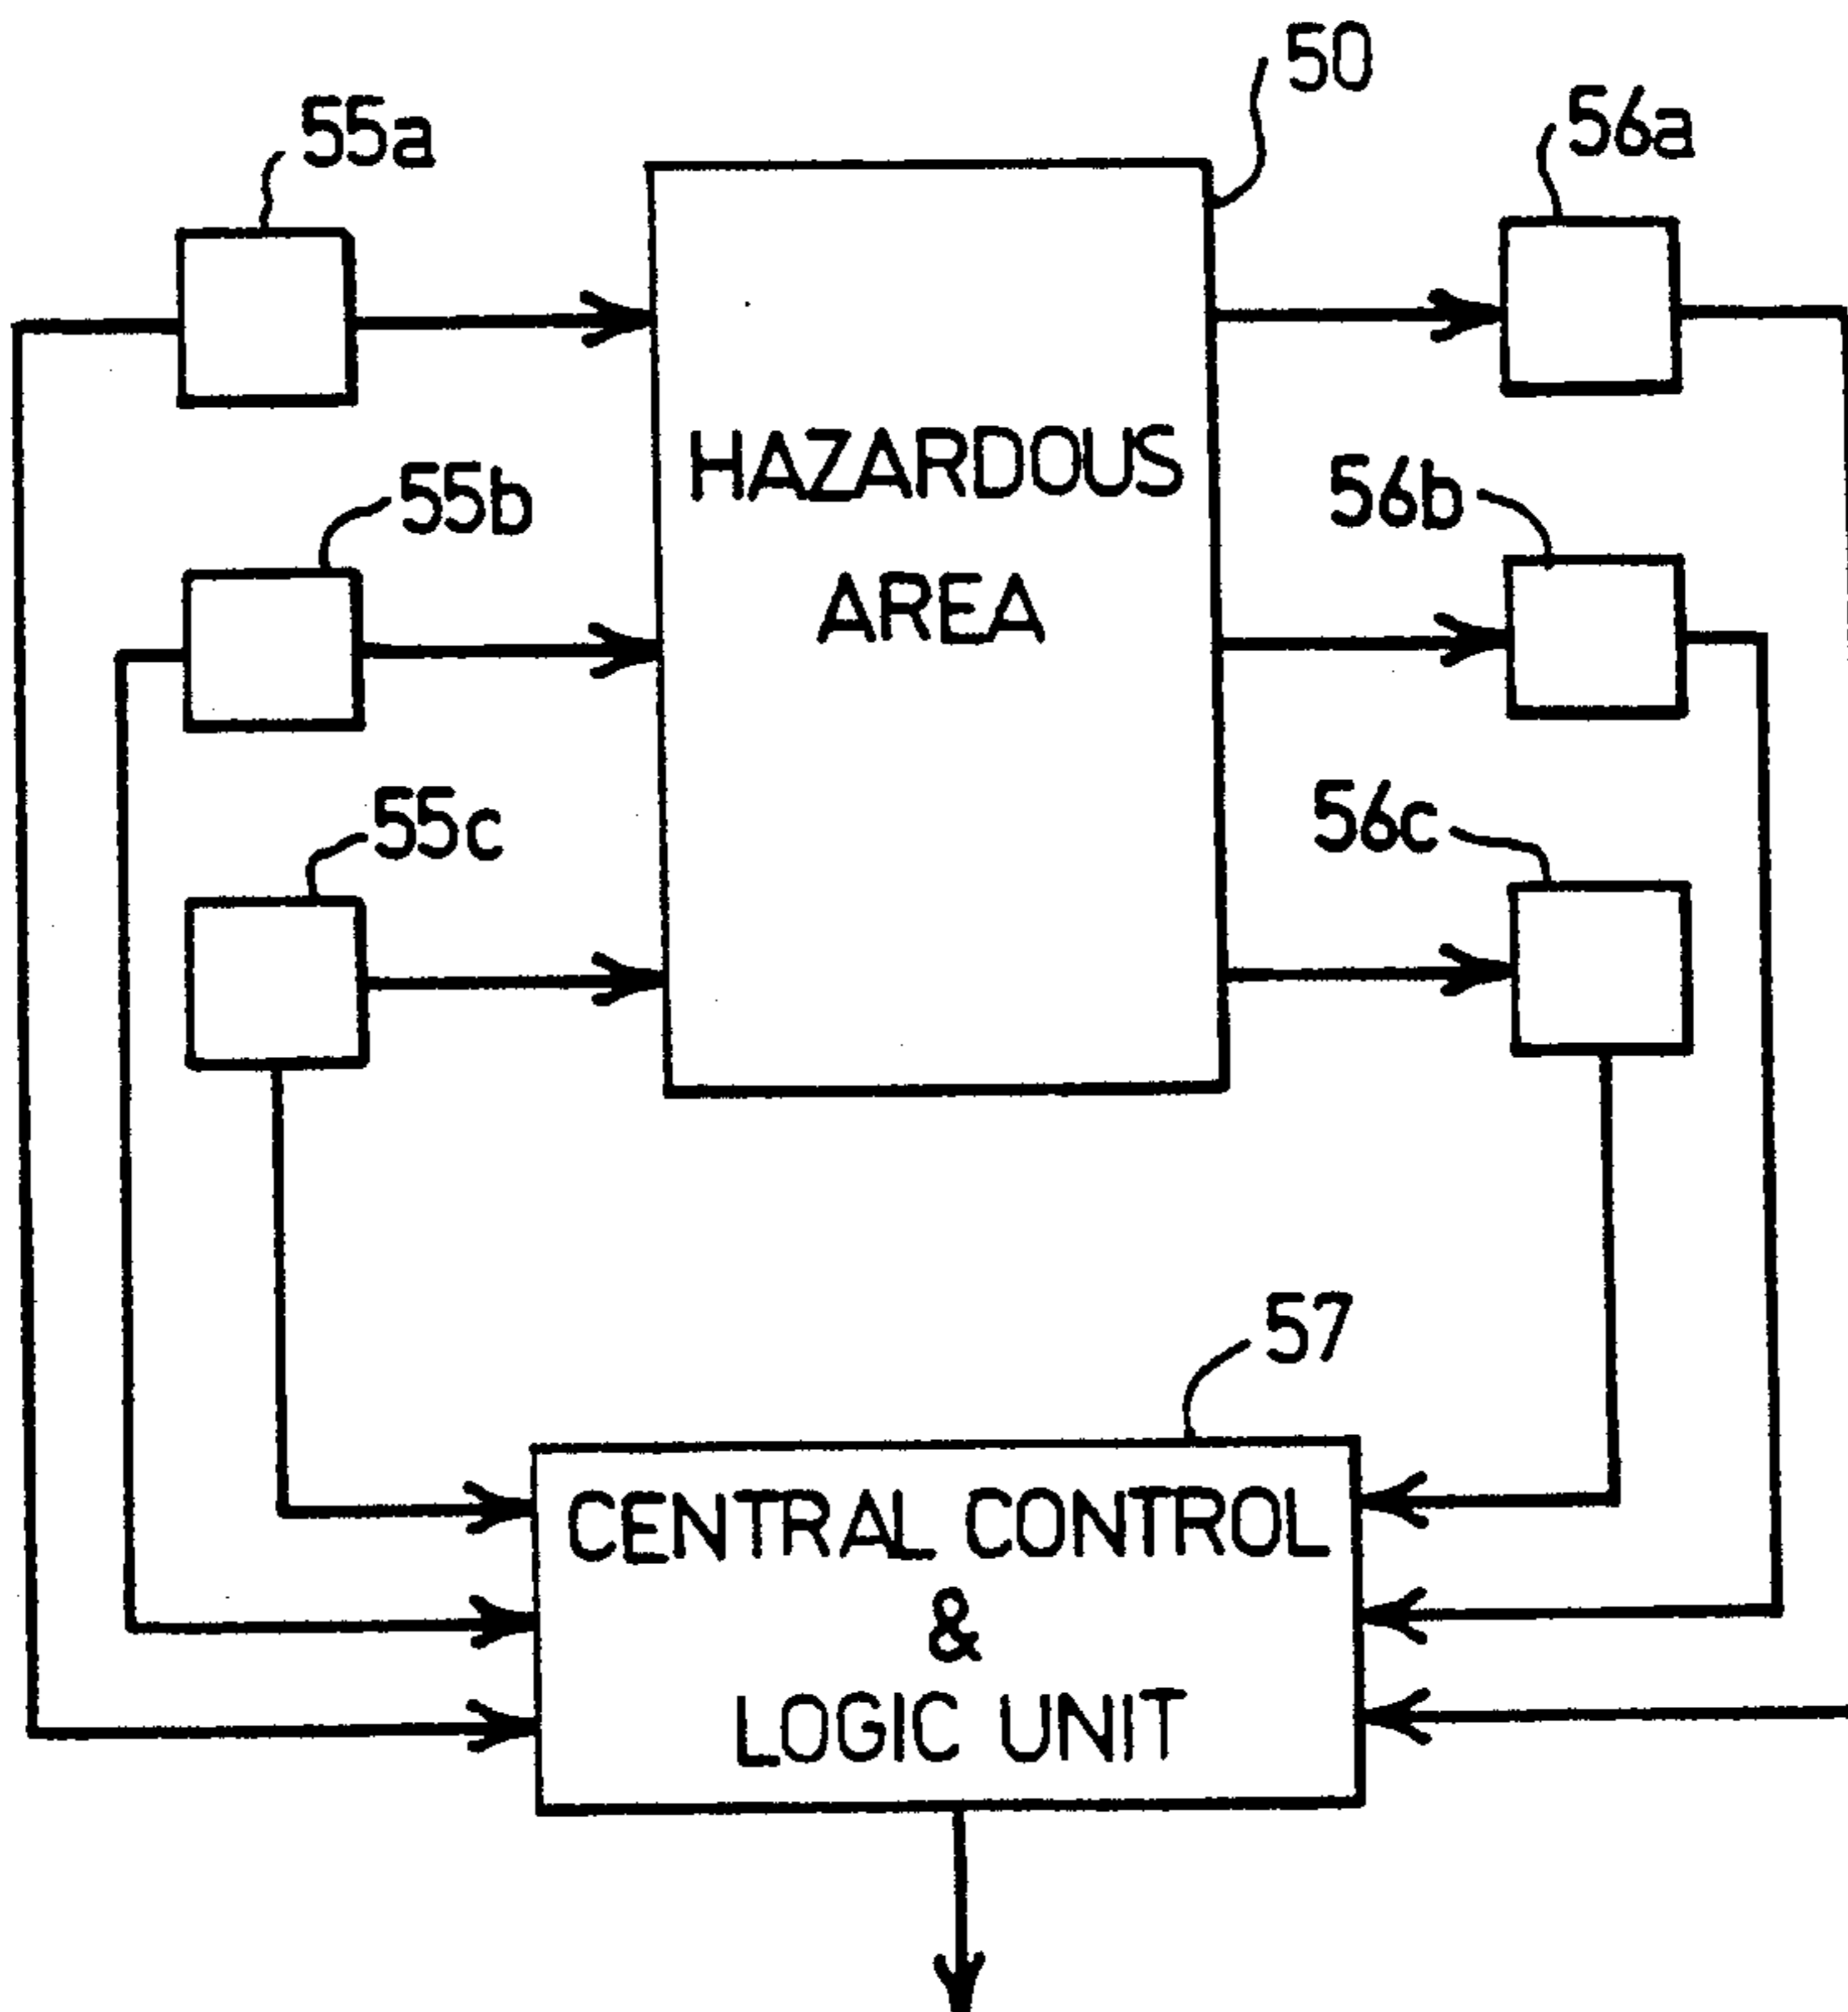 50
55a
56a
HAZARDOUS
AREA
55b
56b
55c
56c
57
CENTRAL CONTROL
&
LOGIC UNIT